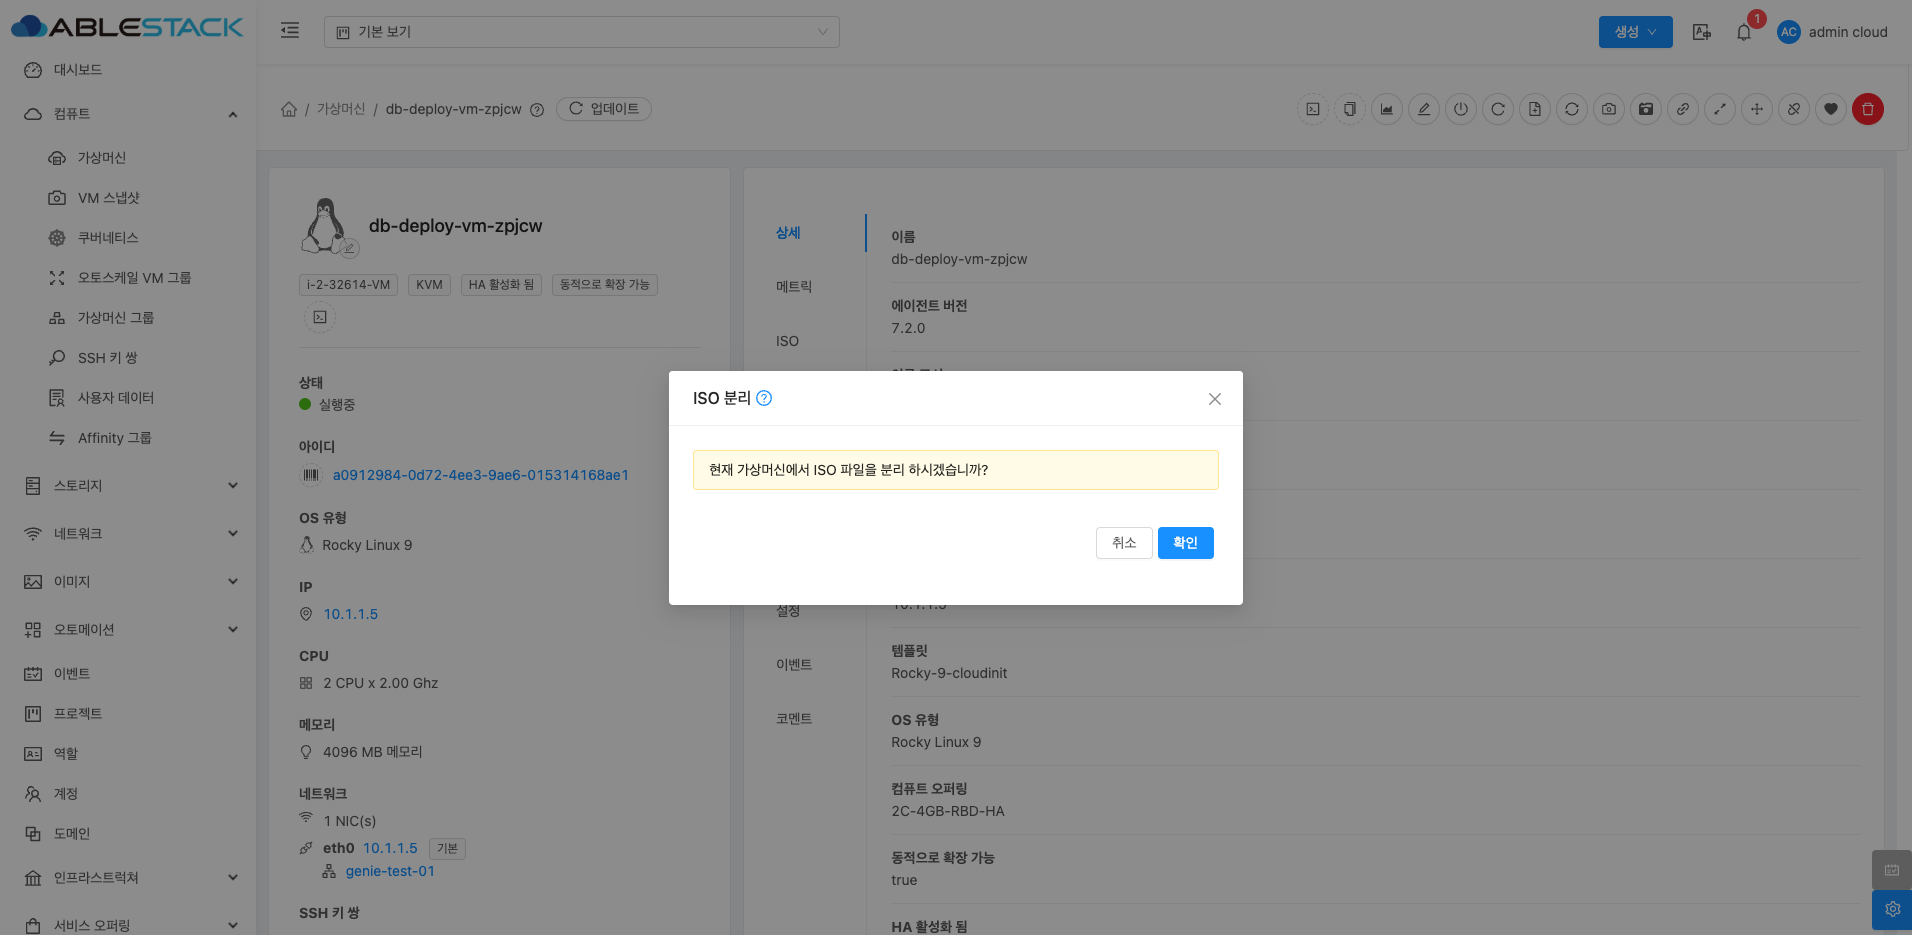 ABLESTACK
기본 보기
생성
1
AC
admin cloud
대시보드
컴퓨트
가상머신
VM 스냅샷
쿠버네티스
오토스케일 VM 그룹
가상머신 그룹
SSH 키 쌍
사용자 데이터
Affinity 그룹
스토리지
네트워크
이미지
오토메이션
이벤트
프로젝트
역할
계정
도메인
인프라스트럭쳐
서비스 오퍼링
/ 가상머신 / db-deploy-vm-zpjcw
업데이트
db-deploy-vm-zpjcw
i-2-32614-VM
KVM
HA 활성화 됨
동적으로 확장 가능
상태
실행중
아이디
a0912984-0d72-4ee3-9ae6-015314168ae1
OS 유형
Rocky Linux 9
IP
10.1.1.5
CPU
2 CPU x 2.00 Ghz
메모리
4096 MB 메모리
네트워크
1 NIC(s)
eth0 10.1.1.5 기본
genie-test-01
SSH 키 쌍
상세
메트릭
ISO
설정
이벤트
코멘트
이름
db-deploy-vm-zpjcw
에이전트 버전
7.2.0
ISO 분리
현재 가상머신에서 ISO 파일을 분리 하시겠습니까?
취소
확인
10.1.1.5
템플릿
Rocky-9-cloudinit
OS 유형
Rocky Linux 9
컴퓨트 오퍼링
2C-4GB-RBD-HA
동적으로 확장 가능
true
HA 활성화 됨